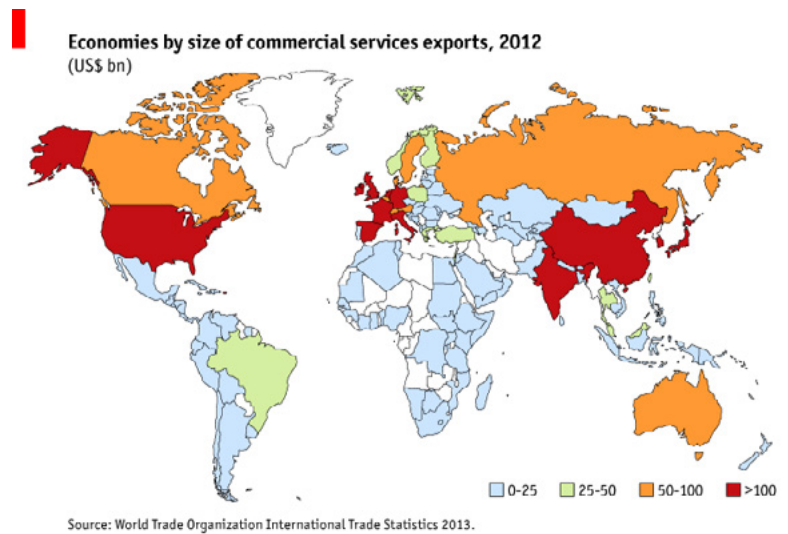 Economies by size of commercial services exports, 2012
(US$ bn)
0-25 25-50 50-100 >100
Source: World Trade Organization International Trade Statistics 2013.